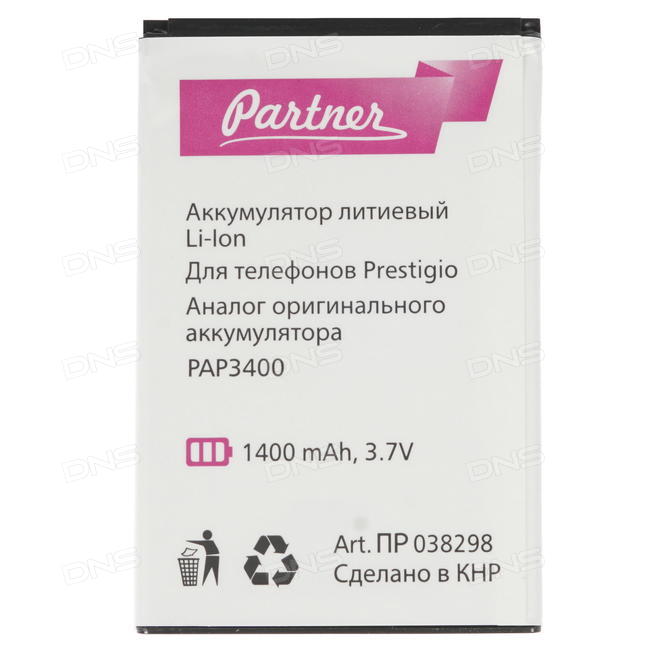 Partner
Аккумулятор литиевый
Li-Ion
Для телефонов Prestigio
Аналог оригинального
аккумулятора
PAP3400
1400 mAh, 3.7V
Art. ПР 038298
Сделано в КНР
DNS